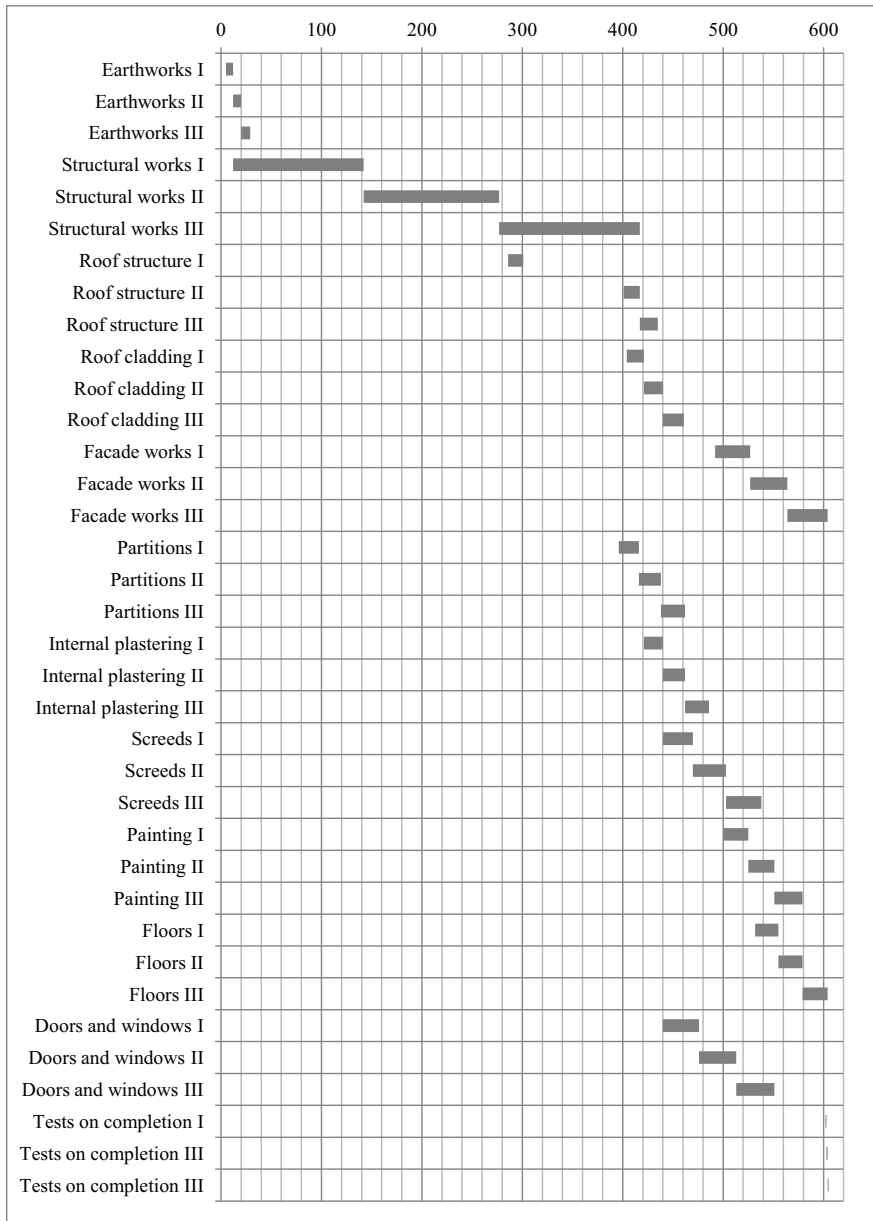 0 100 200 300 400 500 600
Earthworks I
Earthworks II
Earthworks III
Structural works I
Structural works II
Structural works III
Roof structure I
Roof structure II
Roof structure III
Roof cladding I
Roof cladding II
Roof cladding III
Facade works I
Facade works II
Facade works III
Partitions I
Partitions II
Partitions III
Internal plastering I
Internal plastering II
Internal plastering III
Screeds I
Screeds II
Screeds III
Painting I
Painting II
Painting III
Floors I
Floors II
Floors III
Doors and windows I
Doors and windows II
Doors and windows III
Tests on completion I
Tests on completion III
Tests on completion III